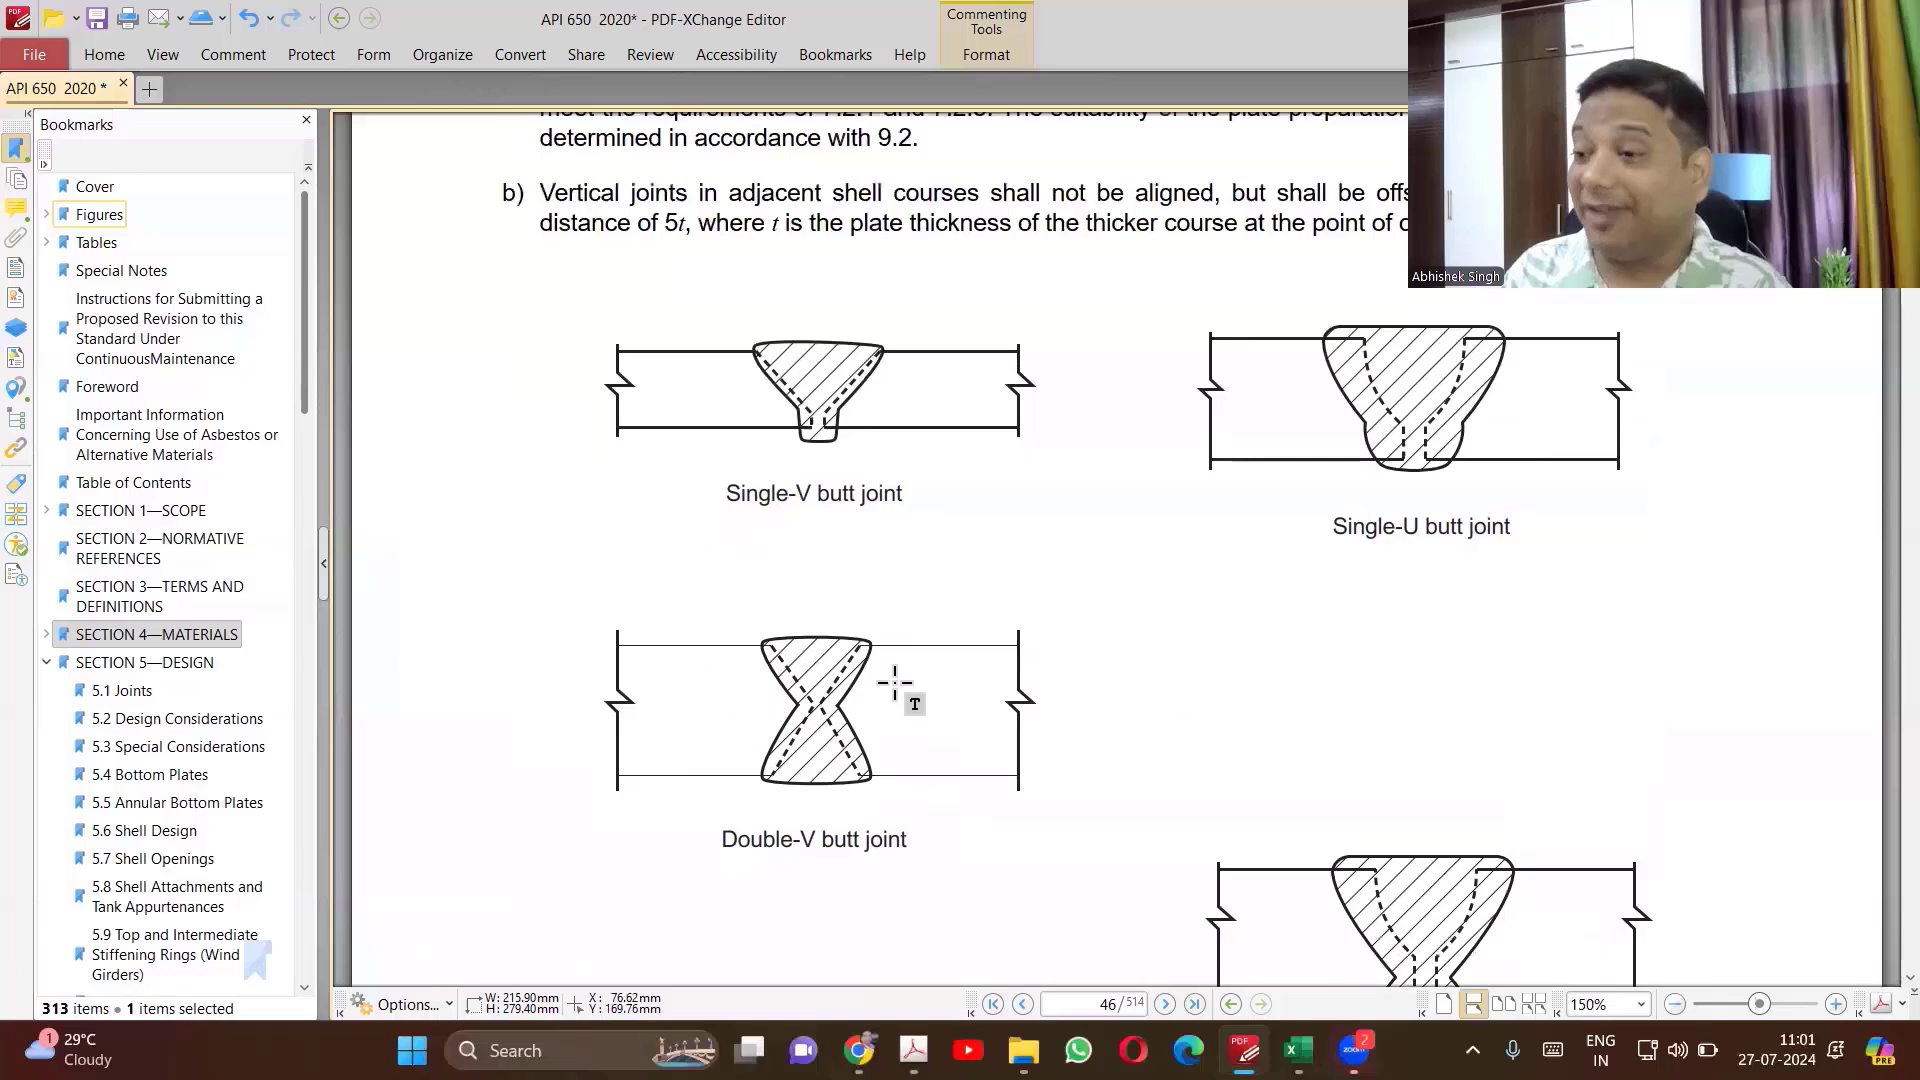 API 650 2020* - PDF-XChange Editor
Commenting
Tools
File
Home
View
Comment
Protect
Form
Organize
Convert
Share
Review
Accessibility
Bookmarks
Help
Format
API 650 2020 *
Bookmarks
Cover
Figures
Tables
Special Notes
Instructions for Submitting a
Proposed Revision to this
Standard Under
ContinuousMaintenance
Foreword
Important Information
Concerning Use of Asbestos or
Alternative Materials
Table of Contents
SECTION 1—SCOPE
SECTION 2—NORMATIVE
REFERENCES
SECTION 3—TERMS AND
DEFINITIONS
SECTION 4—MATERIALS
SECTION 5—DESIGN
5.1 Joints
5.2 Design Considerations
5.3 Special Considerations
5.4 Bottom Plates
5.5 Annular Bottom Plates
5.6 Shell Design
5.7 Shell Openings
5.8 Shell Attachments and
Tank Appurtenances
5.9 Top and Intermediate
Stiffening Rings (Wind
Girders)
313 items • 1 items selected
determined in accordance with 9.2.
b) Vertical joints in adjacent shell courses shall not be aligned, but shall be offs
distance of 5t, where t is the plate thickness of the thicker course at the point of o
Single-V butt joint
Single-U butt joint
Double-V butt joint
T
Abhishek Singh
Options...
W: 215.90mm
H: 279.40mm
X: 76.62mm
Y: 169.76mm
46 / 514
150%
1
29°C
Cloudy
Search
PDF
zoom
2
ENG
IN
11:01
27-07-2024
PRE